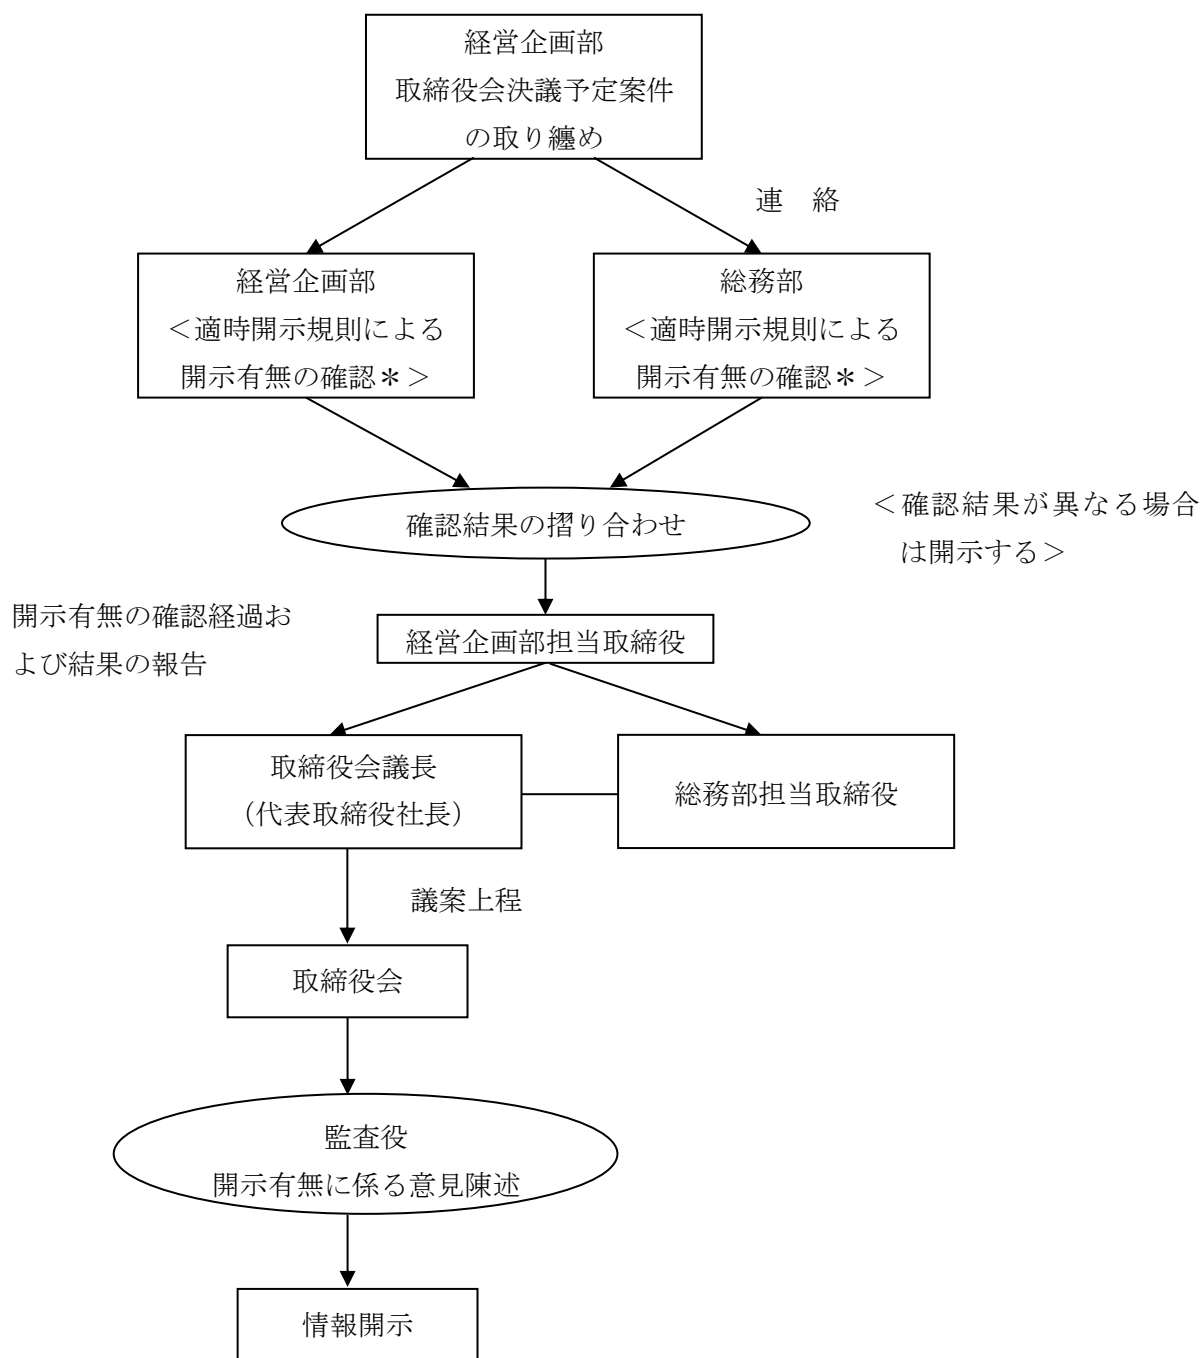 経営企画部
取締役会決議予定案件
の取り纏め
連　絡
経営企画部
＜適時開示規則による
開示有無の確認＊＞
総務部
＜適時開示規則による
開示有無の確認＊＞
確認結果の摺り合わせ
＜確認結果が異なる場合
は開示する＞
開示有無の確認経過お
よび結果の報告
経営企画部担当取締役
取締役会議長
（代表取締役社長）
総務部担当取締役
議案上程
取締役会
監査役
開示有無に係る意見陳述
情報開示